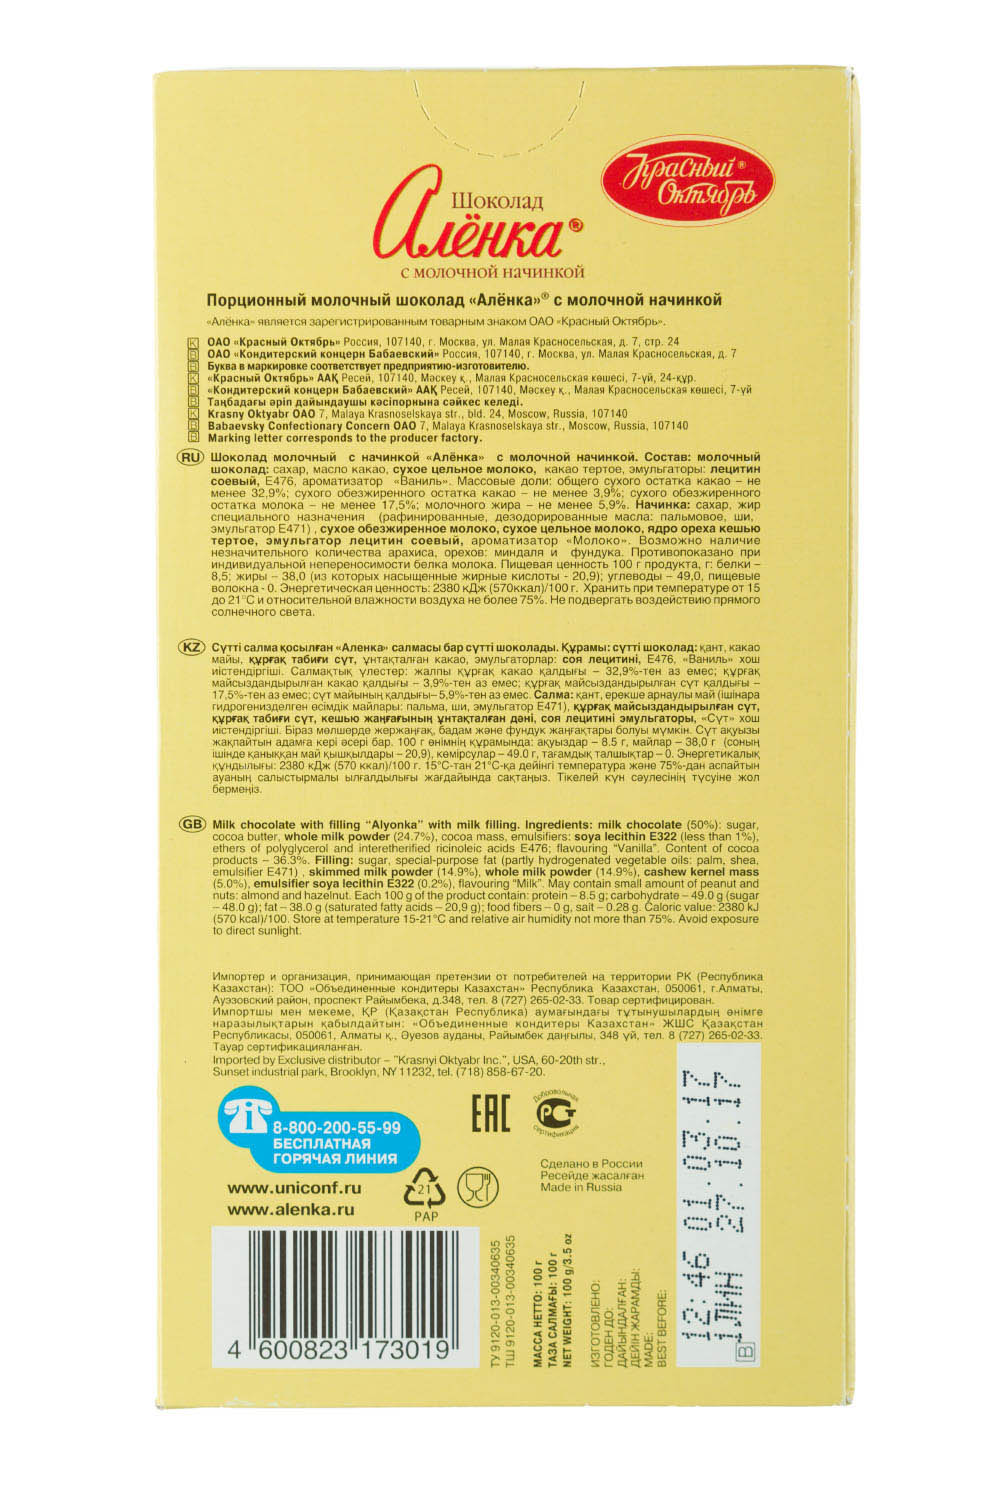 Красный®
Октябрь
Шоколад
Алёнка®
с молочной начинкой
Порционный молочный шоколад «Алёнка»® с молочной начинкой
«Алёнка» является зарегистрированным товарным знаком ОАО «Красный Октябрь».
К ОАО «Красный Октябрь» Россия, 107140, г. Москва, ул. Малая Красносельская, д. 7, стр. 24
В ОАО «Кондитерский концерн Бабаевский» Россия, 107140, г. Москва, ул. Малая Красносельская, д. 7
В Буква в маркировке соответствует предприятию-изготовителю.
К «Красный Октябрь» ААҚ Ресей, 107140, Мәскеу қ., Малая Красносельская көшесі, 7-үй, 24-құр.
В «Кондитерский концерн Бабаевский» ААҚ Ресей, 107140, Мәскеу қ., Малая Красносельская көшесі, 7-үй
В Таңбадағы әріп дайындаушы кәсіпорнына сәйкес келеді.
К Krasny Oktyabr OAO 7, Malaya Krasnoselskaya str., bld. 24, Moscow, Russia, 107140
В Babaevsky Confectionary Concern OAO 7, Malaya Krasnoselskaya str., Moscow, Russia, 107140
В Marking letter corresponds to the producer factory.
RU Шоколад молочный с начинкой «Алёнка» с молочной начинкой. Состав: молочный
шоколад: сахар, масло какао, сухое цельное молоко, какао тертое, эмульгаторы: лецитин
соевый, Е476, ароматизатор «Ваниль». Массовые доли: общего сухого остатка какао – не
менее 32,9%; сухого обезжиренного остатка какао – не менее 3,9%; сухого обезжиренного
остатка молока – не менее 17,5%; молочного жира – не менее 5,9%. Начинка: сахар, жир
специального назначения (рафинированные, дезодорированные масла: пальмовое, ши,
эмульгатор Е471) , сухое обезжиренное молоко, сухое цельное молоко, ядро ореха кешью
тертое, эмульгатор лецитин соевый, ароматизатор «Молоко». Возможно наличие
незначительного количества арахиса, орехов: миндаля и фундука. Противопоказано при
индивидуальной непереносимости белка молока. Пищевая ценность 100 г продукта, г: белки –
8,5; жиры – 38,0 (из которых насыщенные жирные кислоты - 20,9); углеводы – 49,0, пищевые
волокна - 0. Энергетическая ценность: 2380 кДж (570ккал)/100 г. Хранить при температуре от 15
до 21°С и относительной влажности воздуха не более 75%. Не подвергать воздействию прямого
солнечного света.
KZ Сүтті салма қосылған «Аленка» салмасы бар сүтті шоколады. Құрамы: сүтті шоколад: қант, какао
майы, құрғақ табиғи сүт, ұнтақталған какао, эмульгаторлар: соя лецитині, Е476, «Ваниль» хош
иістендіргіші. Салмақтық үлестер: жалпы құрғақ какао қалдығы – 32,9%-тен аз емес; құрғақ
майсыздандырылған какао қалдығы – 3,9%-тен аз емес; құрғақ майсыздандырылған сүт қалдығы –
17,5%-тен аз емес; сүт майының қалдығы– 5,9%-тен аз емес. Салма: қант, ерекше арнаулы май (ішінара
гидрогенизделген өсімдік майлары: пальма, ши, эмульгатор Е471), құрғақ майсыздандырылған сүт,
құрғақ табиғи сүт, кешью жаңғағының ұнтақталған дәні, соя лецитині эмульгаторы, «Сүт» хош
иістендіргіші. Біраз мөлшерде жержаңғақ, бадам және фундук жаңғақтары болуы мүмкін. Сүт ақуызы
жақпайтын адамға кері әсері бар. 100 г өнімнің құрамында: ақуыздар – 8.5 г, майлар – 38,0 г (соның
ішінде қаныққан май қышқылдары – 20,9), көмірсулар – 49.0 г, тағамдық талшықтар – 0. Энергетикалық
құндылығы: 2380 кДж (570 ккал)/100 г. 15°С-тан 21°С-қа дейінгі температура және 75%-дан аспайтын
ауаның салыстырмалы ылғалдылығы жағдайында сақтаңыз. Тікелей күн сәулесінің түсуіне жол
бермеңіз.
GB Milk chocolate with filling “Alyonka” with milk filling. Ingredients: milk chocolate (50%): sugar,
cocoa butter, whole milk powder (24.7%), cocoa mass, emulsifiers: soya lecithin E322 (less than 1%),
ethers of polyglycerol and interetherified ricinoleic acids E476; flavouring “Vanilla”. Content of cocoa
products – 36.3%. Filling: sugar, special-purpose fat (partly hydrogenated vegetable oils: palm, shea,
emulsifier E471) , skimmed milk powder (14.9%), whole milk powder (14.9%), cashew kernel mass
(5.0%), emulsifier soya lecithin E322 (0.2%), flavouring “Milk”. May contain small amount of peanut and
nuts: almond and hazelnut. Each 100 g of the product contain: protein – 8.5 g; carbohydrate – 49.0 g (sugar
– 48.0 g); fat – 38.0 g (saturated fatty acids – 20,9 g); food fibers – 0 g, salt – 0.28 g. Caloric value: 2380 kJ
(570 kcal)/100. Store at temperature 15-21°C and relative air humidity not more than 75%. Avoid exposure
to direct sunlight.
Импортер и организация, принимающая претензии от потребителей на территории РК (Республика
Казахстан): ТОО «Объединенные кондитеры Казахстан» Республика Казахстан, 050061, г.Алматы,
Ауэзовский район, проспект Райымбека, д.348, тел. 8 (727) 265-02-33. Товар сертифицирован.
Импортшы мен мекеме, ҚР (Қазақстан Республика) аумағындағы тұтынушылардың өнімге
наразылықтарын қабылдайтын: «Объединенные кондитеры Казахстан» ЖШС Қазақстан
Республикасы, 050061, Алматы қ., Әуезов ауданы, Райымбек даңғылы, 348 үй, тел. 8 (727) 265-02-33.
Тауар сертификацияланған.
Imported by Exclusive distributor – "Krasnyi Oktyabr Inc.", USA, 60-20th str.,
Sunset industrial park, Brooklyn, NY 11232, tel. (718) 858-67-20.
8-800-200-55-99
БЕСПЛАТНАЯ
ГОРЯЧАЯ ЛИНИЯ
EAC
Добровольная
РСТ
сертификация
www.uniconf.ru
www.alenka.ru
21
PAP
Сделано в России
Ресейде жасалған
Made in Russia
4 600823 173019
ТУ 9120-013-00340635
ТШ 9120-013-00340635
МАССА НЕТТО: 100 г
ТАЗА САЛМАҒЫ: 100 г
NET WEIGHT: 100 g/3.5 oz
ИЗГОТОВЛЕНО:
ГОДЕН ДО:
ДАЙЫНДАЛҒАН:
ДЕЙІН ЖАРАМДЫ:
MADE:
BEST BEFORE:
12:46 01.03.17
1ЛИН 27.10.17
В